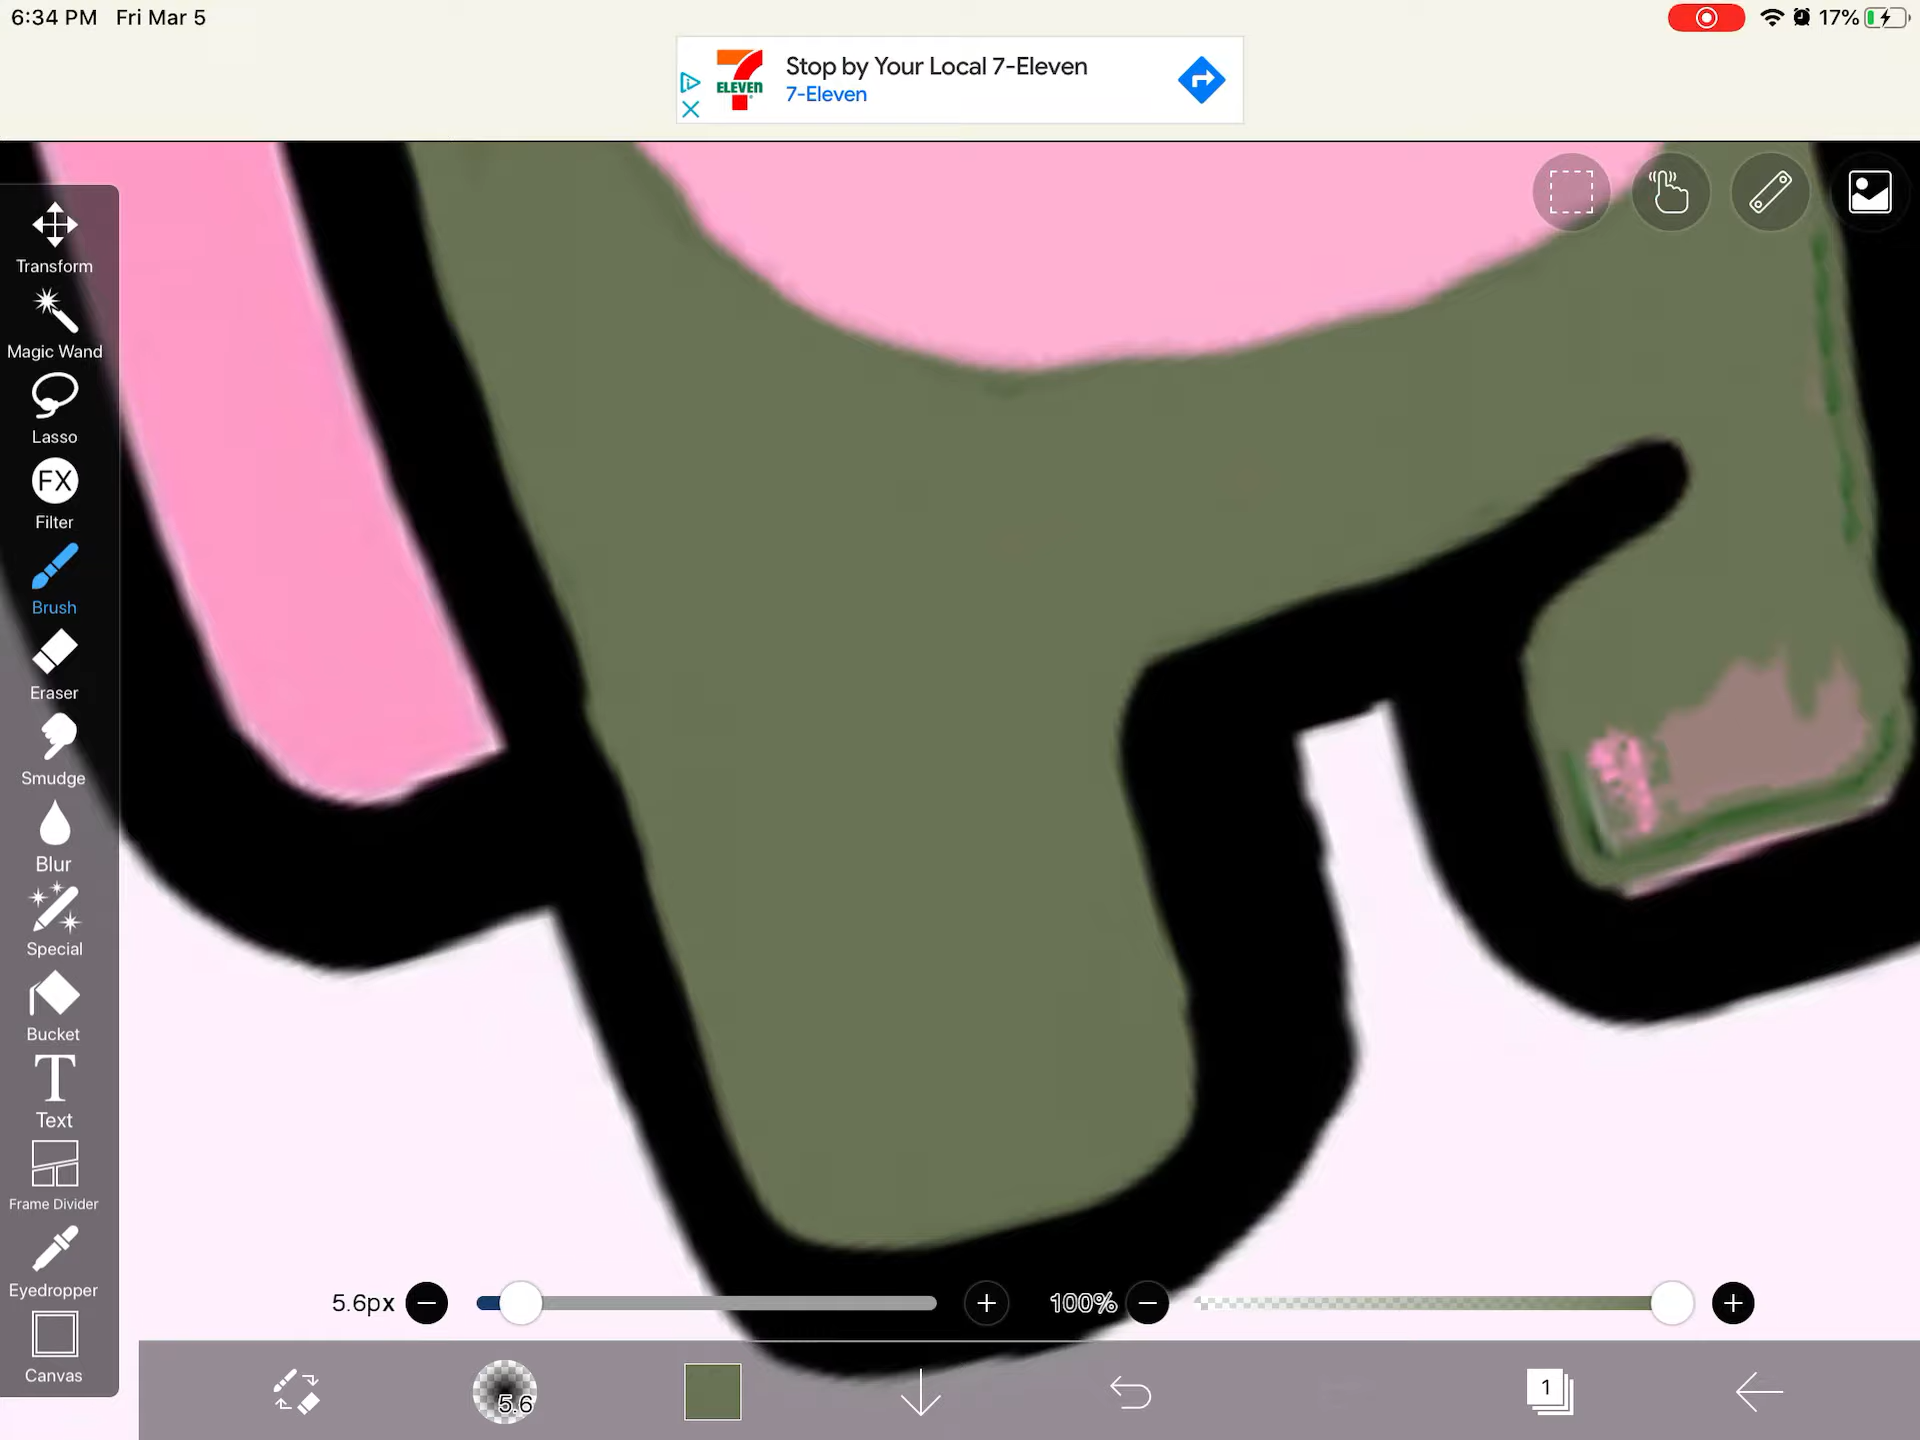 6:34 PM Fri Mar 5
17%
Stop by Your Local 7-Eleven
7-Eleven
7
ELEVEN
Transform
Magic Wand
Lasso
FX
Filter
Brush
Eraser
Smudge
Blur
Special
Bucket
T
Text
Frame Divider
Eyedropper
Canvas
5.6px
100%
5.6
1